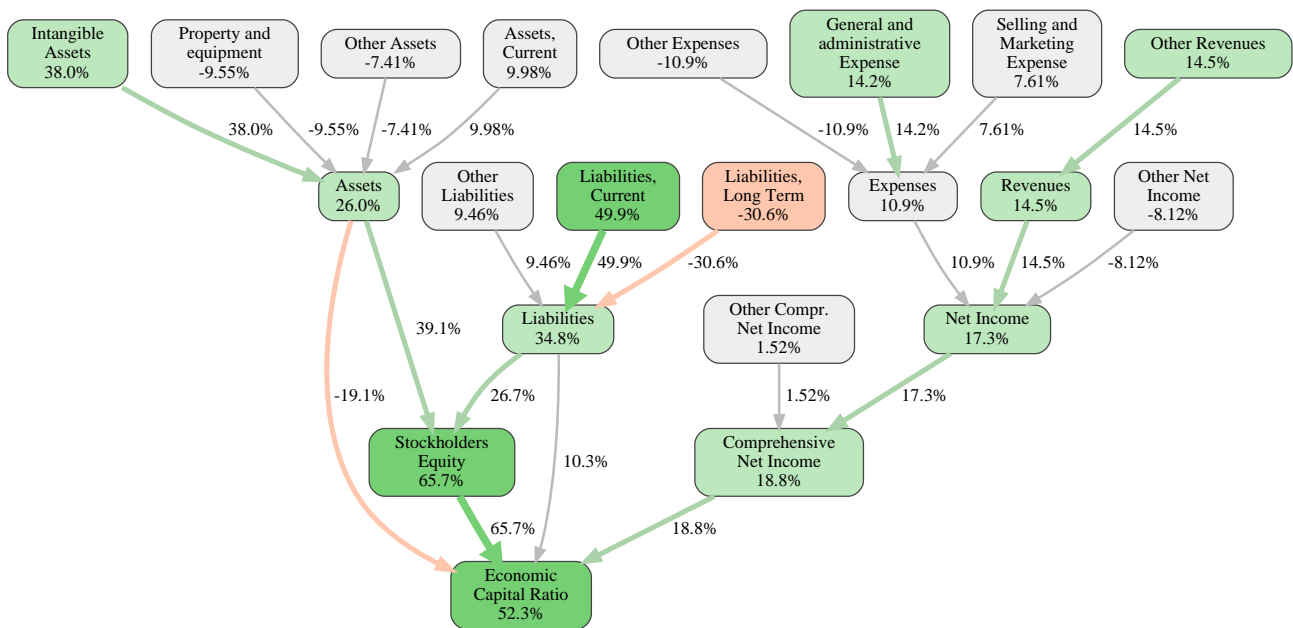 Intangible
Assets
38.0%
Property and
equipment
-9.55%
Other Assets
-7.41%
Assets,
Current
9.98%
Other Expenses
-10.9%
General and
administrative
Expense
14.2%
Selling and
Marketing
Expense
7.61%
Other Revenues
14.5%
38.0%
-9.55%
-7.41%
9.98%
-10.9%
14.2%
7.61%
14.5%
Assets
26.0%
Other
Liabilities
9.46%
Liabilities,
Current
49.9%
Liabilities,
Long Term
-30.6%
Expenses
10.9%
Revenues
14.5%
Other Net
Income
-8.12%
9.46%
49.9%
-30.6%
10.9%
14.5%
-8.12%
39.1%
Liabilities
34.8%
Other Compr.
Net Income
1.52%
Net Income
17.3%
-19.1%
26.7%
1.52%
17.3%
Stockholders
Equity
65.7%
10.3%
Comprehensive
Net Income
18.8%
65.7%
18.8%
Economic
Capital Ratio
52.3%